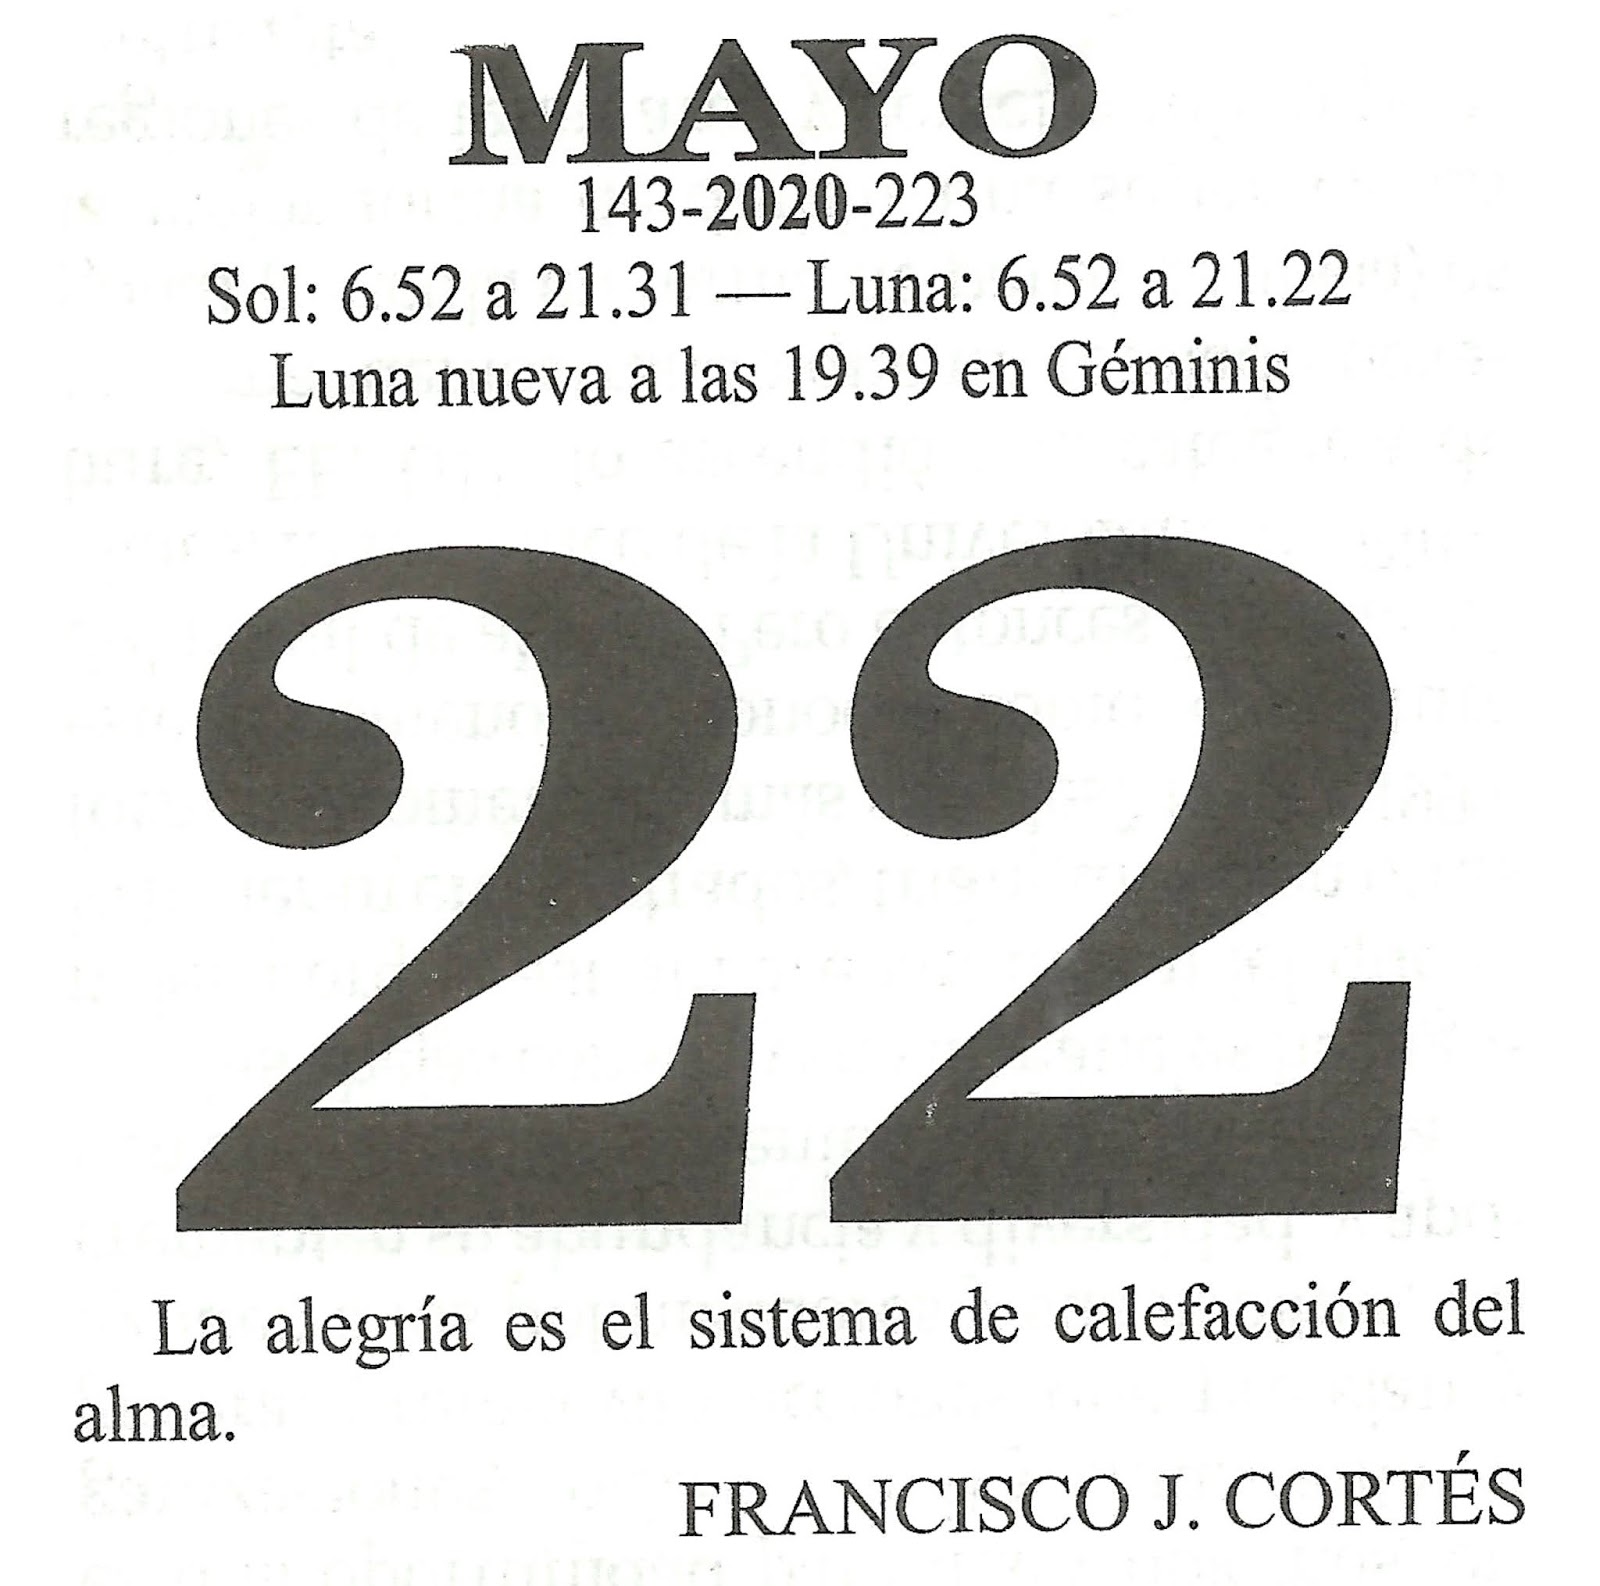 MAYO
143-2020-223
Sol: 6.52 a 21.31 — Luna: 6.52 a 21.22
Luna nueva a las 19.39 en Géminis
22
La alegría es el sistema de calefacción del
alma.
FRANCISCO J. CORTÉS